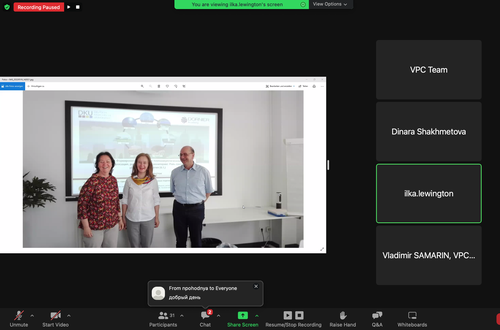 Recording Paused
You are viewing ilka.lewington's screen
View Options
VPC Team
Dinara Shakhmetova
ilka.lewington
Vladimir SAMARIN, VPC...
From npohodnya to Everyone
добрый день
Unmute
Start Video
31
Participants
2
Chat
Share Screen
Resume/Stop Recording
Raise Hand
Q&A
Whiteboards